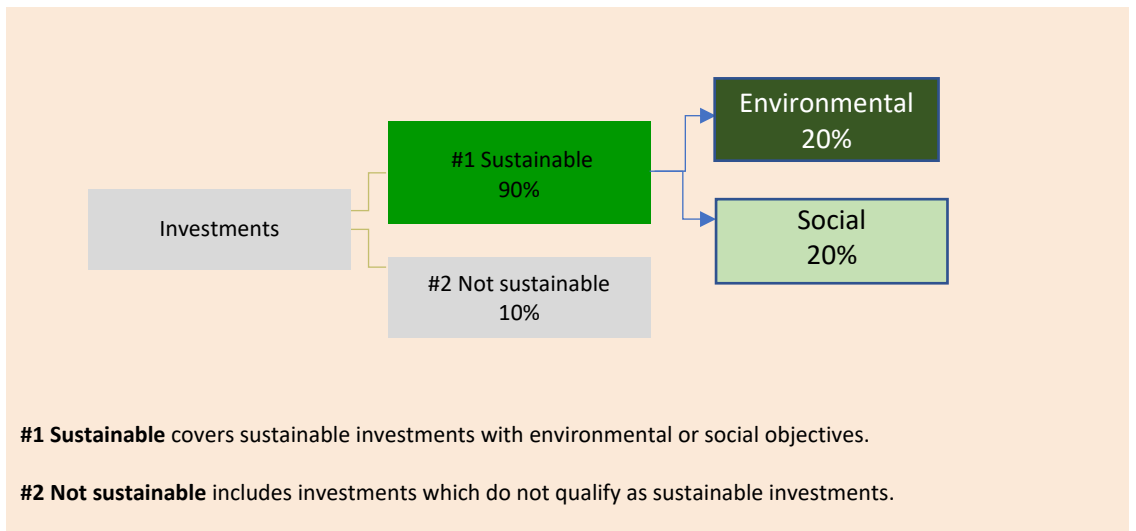 Investments
#1 Sustainable
90%
#2 Not sustainable
10%
Environmental
20%
Social
20%
#1 Sustainable covers sustainable investments with environmental or social objectives.
#2 Not sustainable includes investments which do not qualify as sustainable investments.